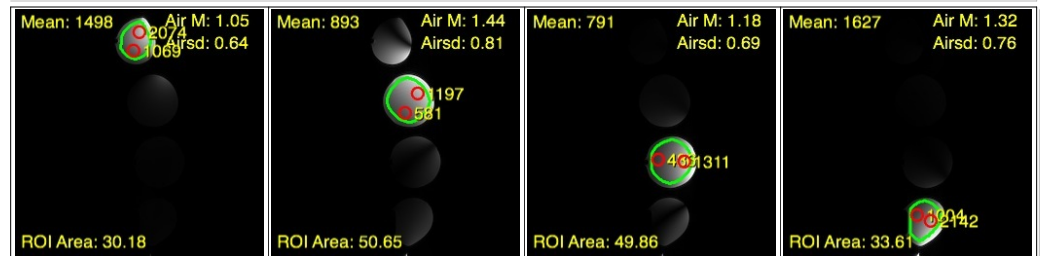 Mean: 1498
Air M: 1.05
2074
Airsd: 0.64
1069
ROI Area: 30.18
Mean: 893
Air M: 1.44
Airsd: 0.81
1197
581
ROI Area: 50.65
Mean: 791
Air M: 1.18
Airsd: 0.69
1311
ROI Area: 49.86
Mean: 1627
Air M: 1.32
Airsd: 0.76
1004
2142
ROI Area: 33.61